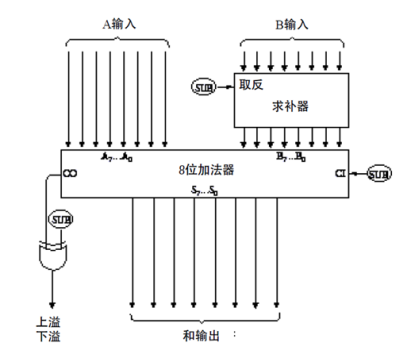 A输入
B输入
SUB
取反
求补器
A₇…A₀
B₇…B₀
CO
8位加法器
CI
SUB
S₇…S₀
SUB
上溢
下溢
和输出 :